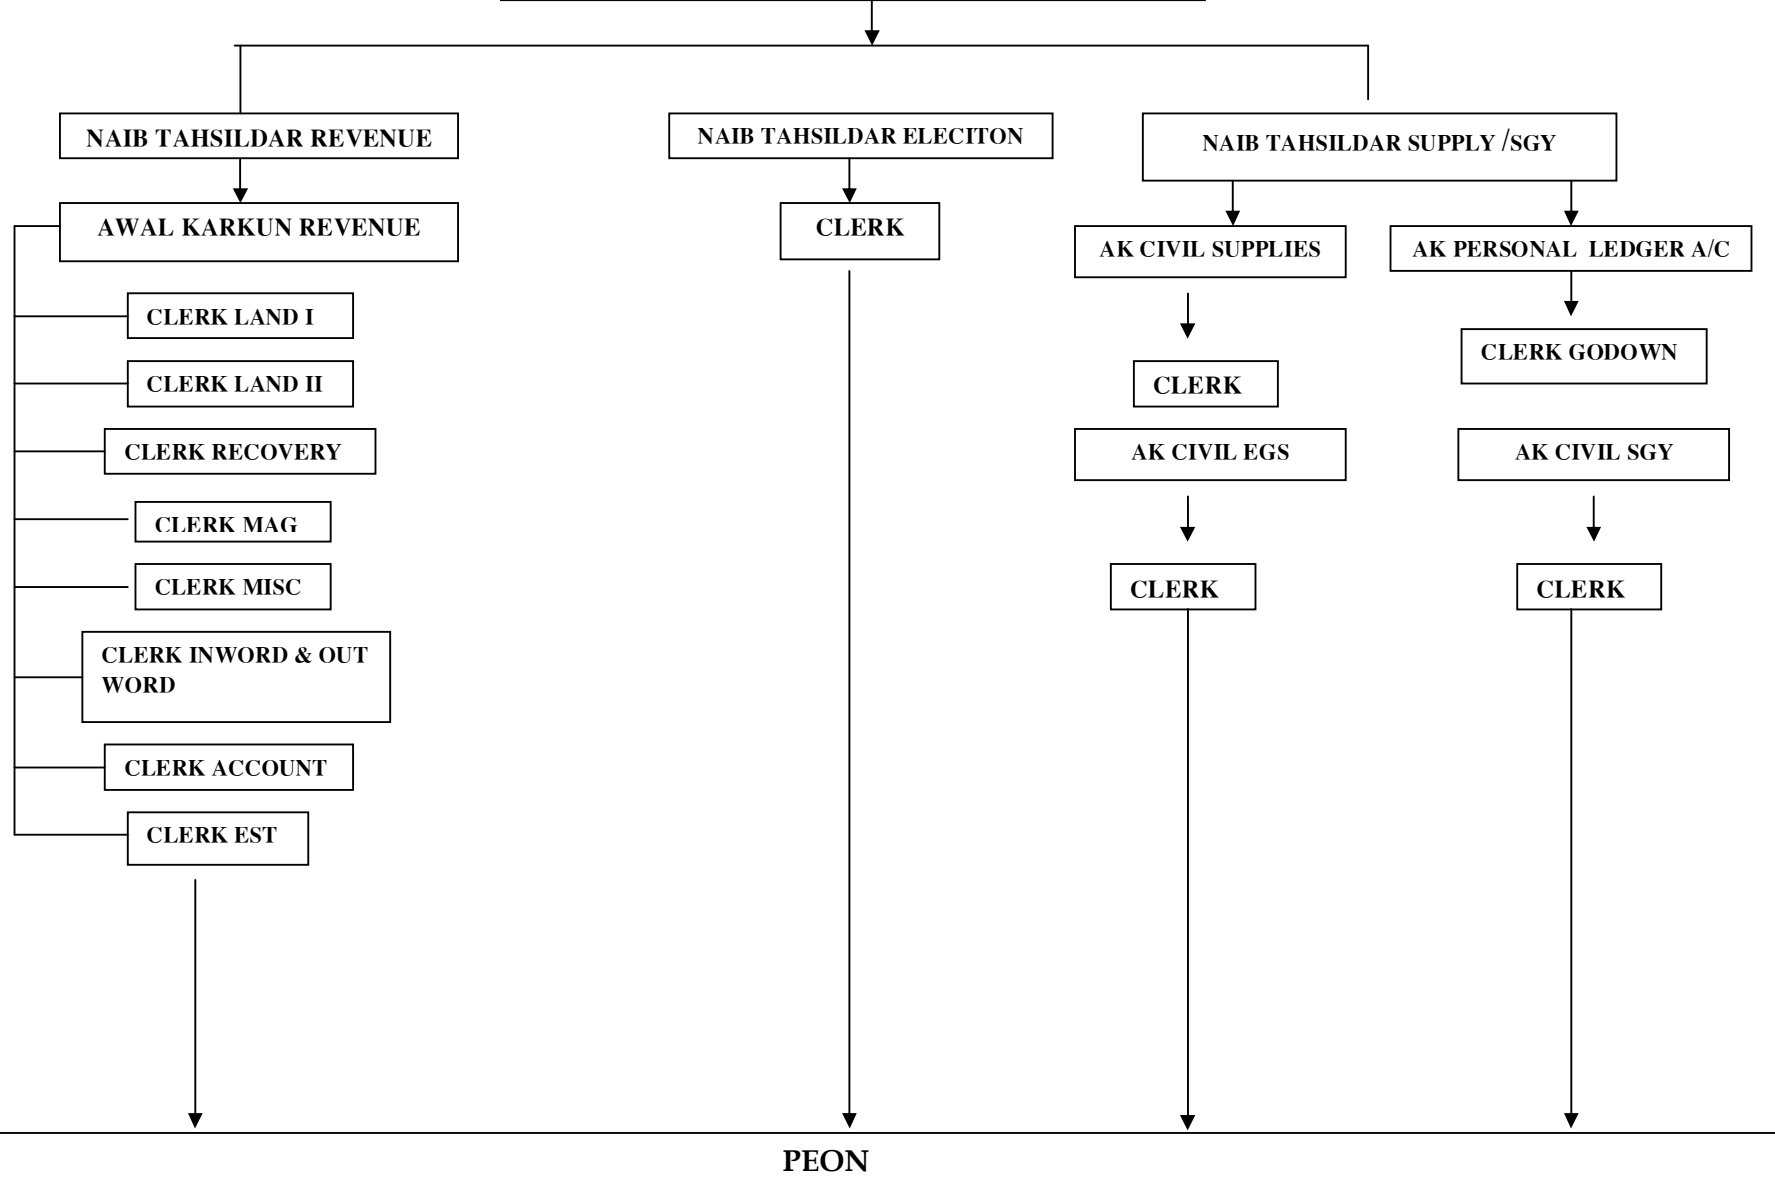 NAIB TAHSILDAR REVENUE
NAIB TAHSILDAR ELECITON
NAIB TAHSILDAR SUPPLY /SGY
AWAL KARKUN REVENUE
CLERK
AK CIVIL SUPPLIES
AK PERSONAL LEDGER A/C
CLERK LAND I
CLERK GODOWN
CLERK LAND II
CLERK
CLERK RECOVERY
AK CIVIL EGS
AK CIVIL SGY
CLERK MAG
CLERK MISC
CLERK
CLERK
CLERK INWORD & OUT
WORD
CLERK ACCOUNT
CLERK EST
PEON